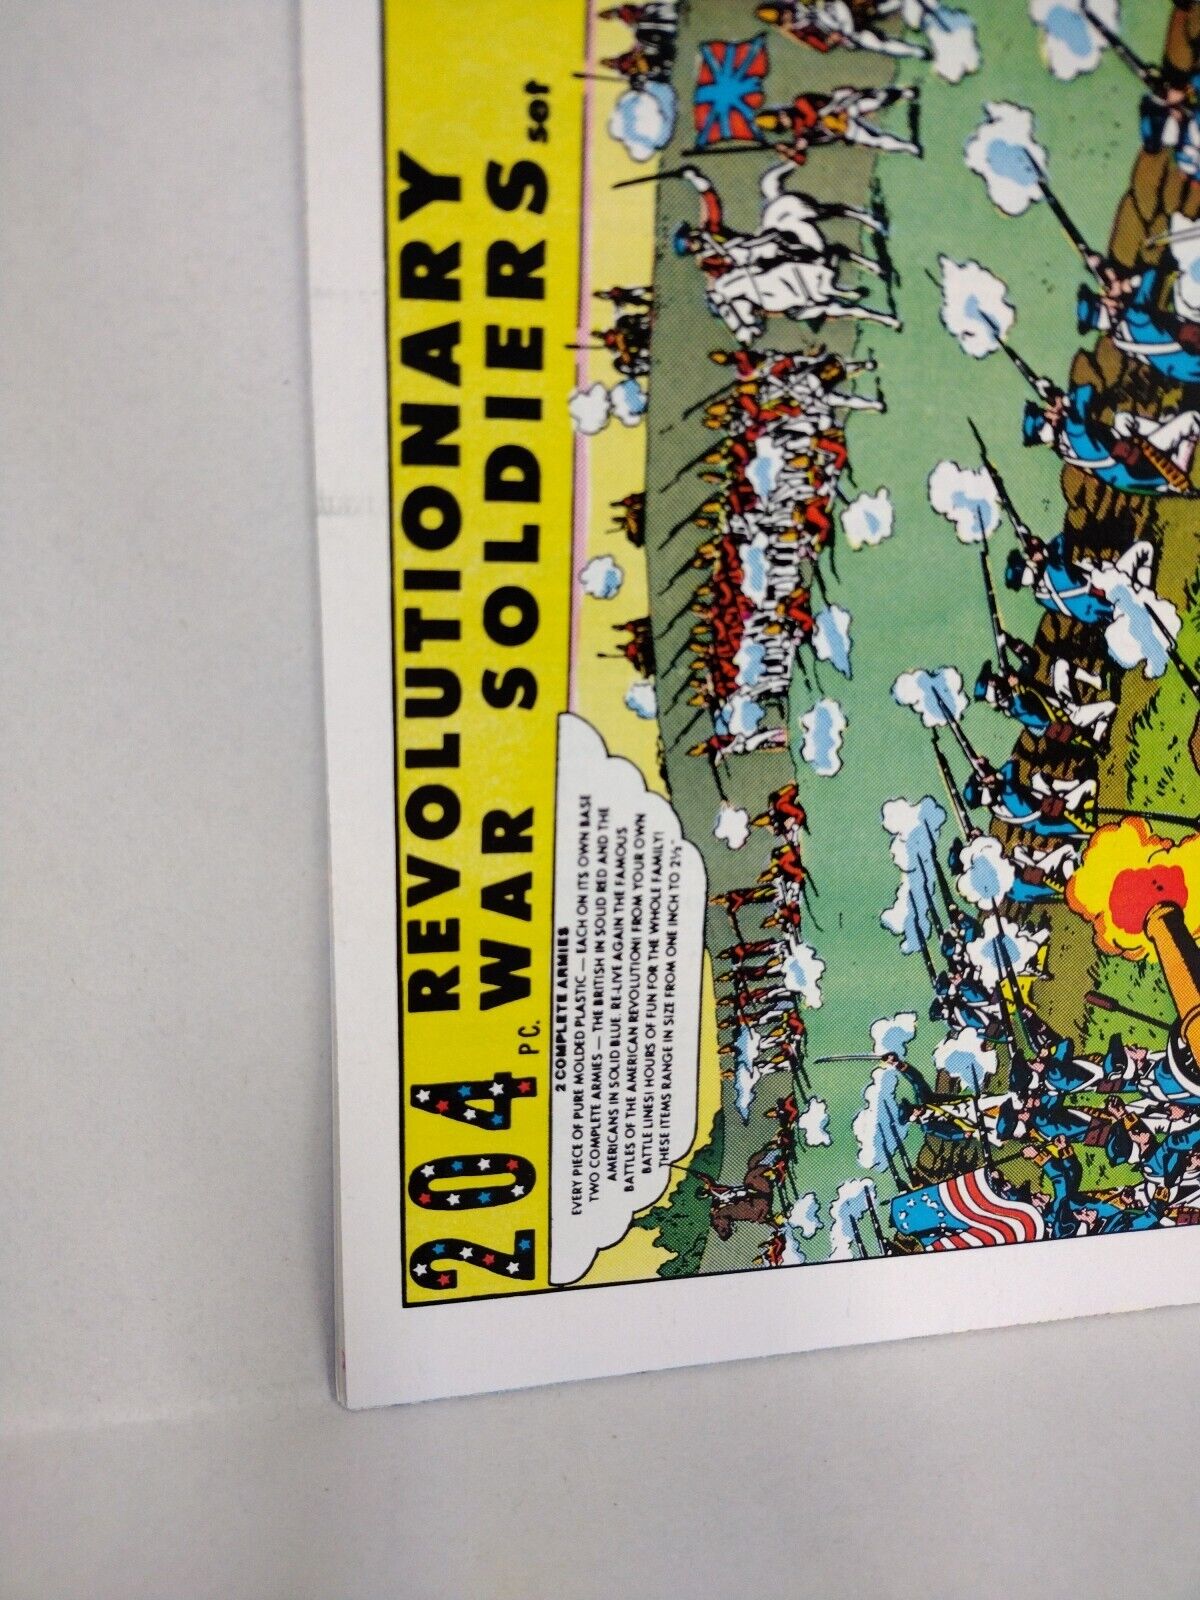 204 PC. REVOLUTIONARY
WAR SOLDIERS set
2 COMPLETE ARMIES
EVERY PIECE OF PURE MOLDED PLASTIC — EACH ON ITS OWN BASE
TWO COMPLETE ARMIES — THE BRITISH IN SOLID RED AND THE
AMERICANS IN SOLID BLUE. RE-LIVE AGAIN THE FAMOUS
BATTLES OF THE AMERICAN REVOLUTION! FROM YOUR OWN
BATTLE LINES! HOURS OF FUN FOR THE WHOLE FAMILY!
THESE ITEMS RANGE IN SIZE FROM ONE INCH TO 2½"